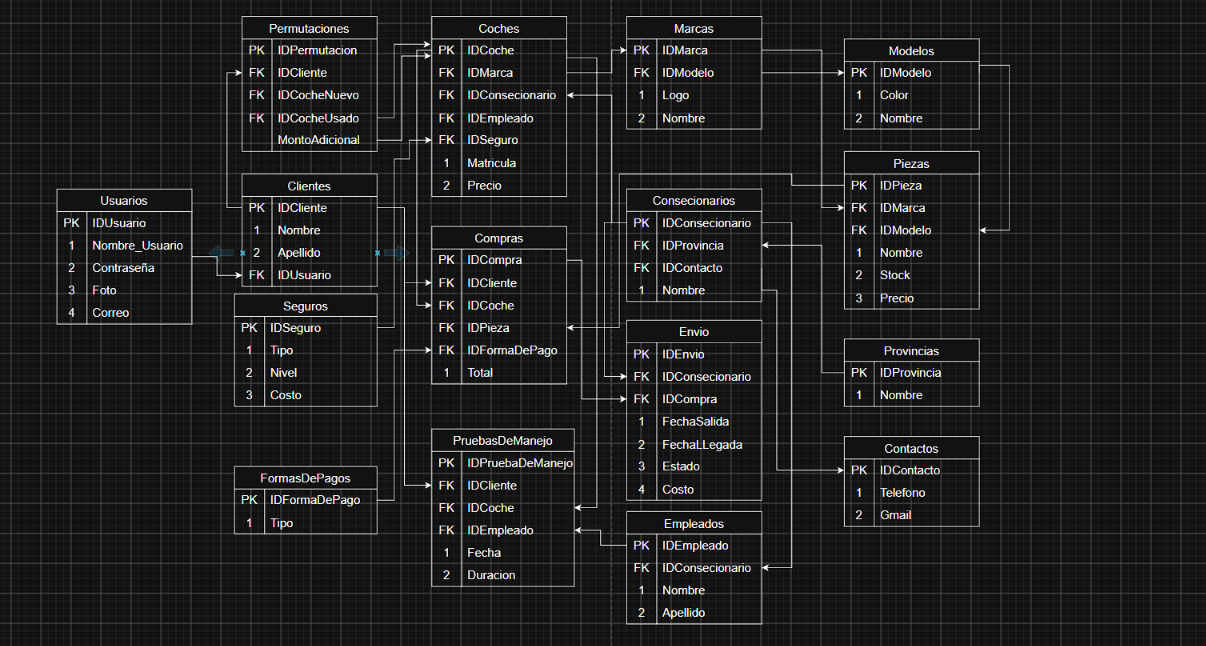 Permutaciones
PK IDPermutacion
FK IDCliente
FK IDCocheNuevo
FK IDCocheUsado
MontoAdicional
Coches
PK IDCoche
FK IDMarca
FK IDConsecionario
FK IDEmpleado
FK IDSeguro
1 Matricula
2 Precio
Marcas
PK IDMarca
FK IDModelo
1 Logo
2 Nombre
Modelos
PK IDModelo
1 Color
2 Nombre
Piezas
PK IDPieza
FK IDMarca
FK IDModelo
1 Nombre
2 Stock
3 Precio
Usuarios
PK IDUsuario
1 Nombre_Usuario
2 Contraseña
3 Foto
4 Correo
Clientes
PK IDCliente
1 Nombre
2 Apellido
FK IDUsuario
Seguros
PK IDSeguro
1 Tipo
2 Nivel
3 Costo
Compras
PK IDCompra
FK IDCliente
FK IDCoche
FK IDPieza
FK IDFormaDePago
1 Total
Consecionarios
PK IDConsecionario
FK IDProvincia
FK IDContacto
1 Nombre
Envio
PK IDEnvio
FK IDConsecionario
FK IDCompra
1 FechaSalida
2 FechaLLegada
3 Estado
4 Costo
Provincias
PK IDProvincia
1 Nombre
Contactos
PK IDContacto
1 Telefono
2 Gmail
FormasDePagos
PK IDFormaDePago
1 Tipo
PruebasDeManejo
PK IDPruebaDeManejo
FK IDCliente
FK IDCoche
FK IDEmpleado
1 Fecha
2 Duracion
Empleados
PK IDEmpleado
FK IDConsecionario
1 Nombre
2 Apellido